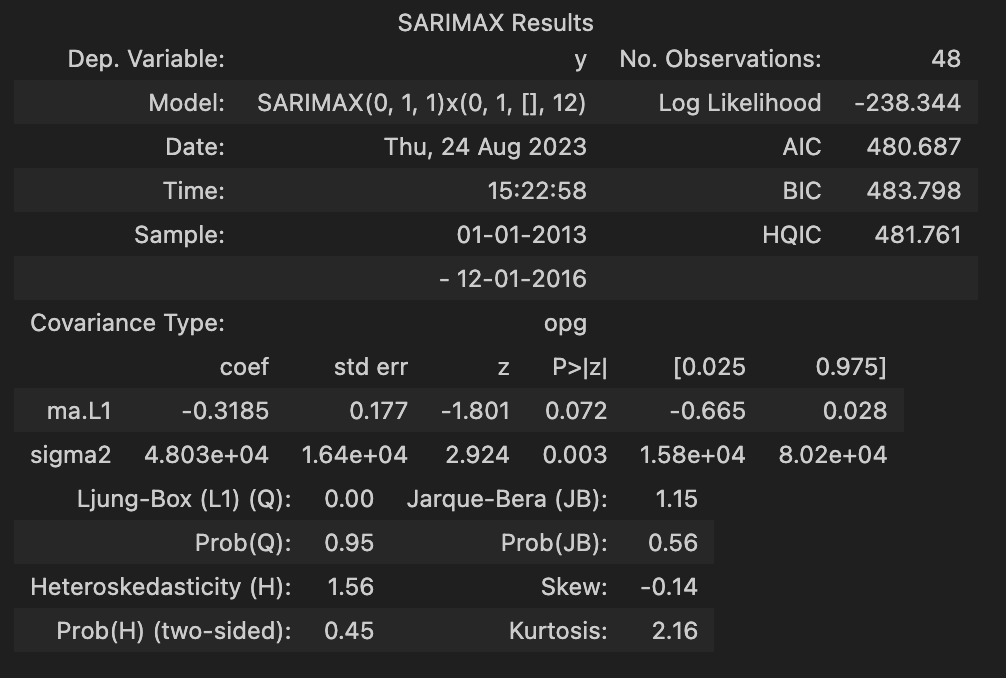 SARIMAX Results
Dep. Variable: y No. Observations: 48
Model: SARIMAX(0, 1, 1)x(0, 1, [], 12) Log Likelihood -238.344
Date: Thu, 24 Aug 2023 AIC 480.687
Time: 15:22:58 BIC 483.798
Sample: 01-01-2013 HQIC 481.761
- 12-01-2016
Covariance Type: opg
coef std err z P>|z| [0.025 0.975]
ma.L1 -0.3185 0.177 -1.801 0.072 -0.665 0.028
sigma2 4.803e+04 1.64e+04 2.924 0.003 1.58e+04 8.02e+04
Ljung-Box (L1) (Q): 0.00 Jarque-Bera (JB): 1.15
Prob(Q): 0.95 Prob(JB): 0.56
Heteroskedasticity (H): 1.56 Skew: -0.14
Prob(H) (two-sided): 0.45 Kurtosis: 2.16